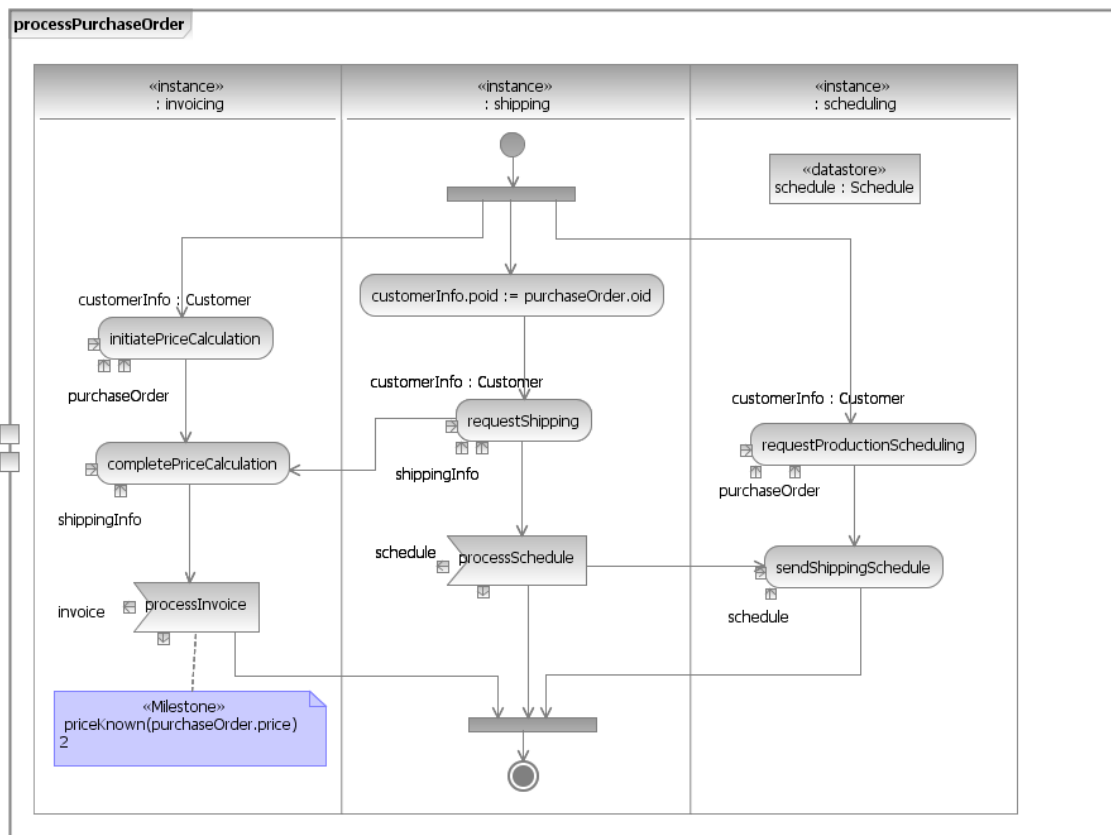 processPurchaseOrder
«instance»
: invoicing
«instance»
: shipping
«instance»
: scheduling
«datastore»
schedule : Schedule
customerInfo : Customer
initiatePriceCalculation
purchaseOrder
customerInfo.poid := purchaseOrder.oid
customerInfo : Customer
requestShipping
shippingInfo
customerInfo : Customer
requestProductionScheduling
purchaseOrder
completePriceCalculation
shippingInfo
schedule
processSchedule
sendShippingSchedule
schedule
invoice
processInvoice
«Milestone»
priceKnown(purchaseOrder.price)
2